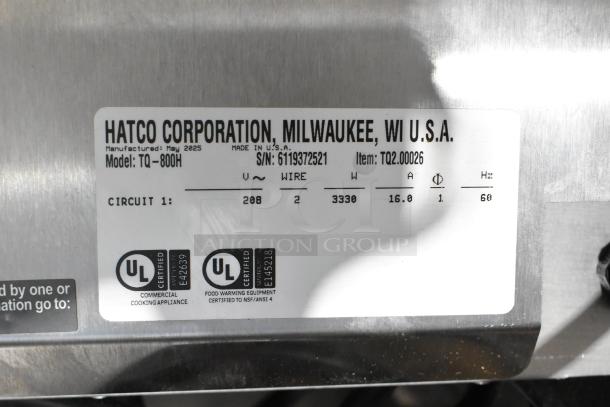 HATCO CORPORATION, MILWAUKEE, WI U.S.A.
Manufactured: May 2025 MADE IN U.S.A.
Model: TQ-800H S/N: 6119372521 Item: TQ2.00026
V~ WIRE W A Φ Hz
CIRCUIT 1: 208 2 3330 16.0 1 60
PCI
AUCTION GROUP
UL CERTIFIED E42639
COMMERCIAL
COOKING APPLIANCE
UL CERTIFIED E145218
FOOD WARMING EQUIPMENT
CERTIFIED TO NSF/ANSI 4
d by one or
ation go to: